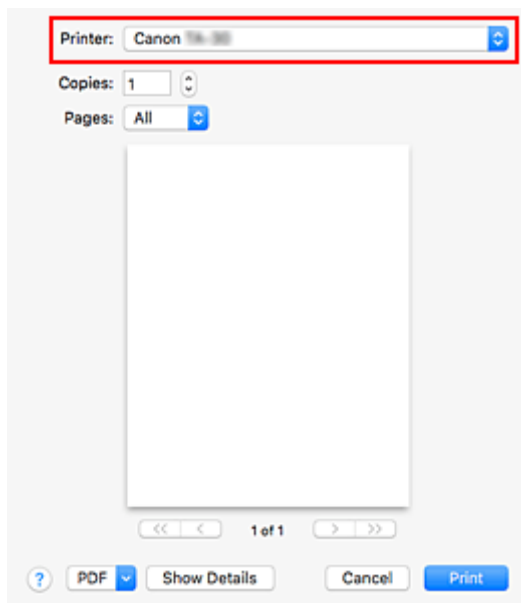 Printer: Canon
Copies: 1
Pages: All
<< < 1 of 1 > >>
? PDF Show Details Cancel Print